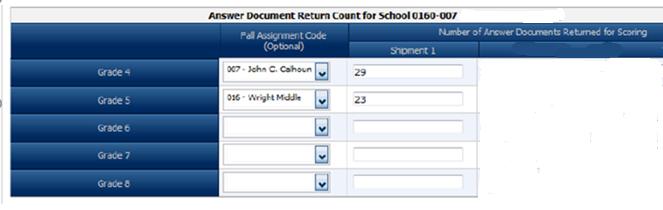 Answer Document Return Count for School 0160-007
Fall Assignment Code (Optional) Number of Answer Documents Returned for Scoring
Shipment 1
Grade 4 007 - John C. Calhoun 29
Grade 5 016 - Wright Middle 23
Grade 6
Grade 7
Grade 8